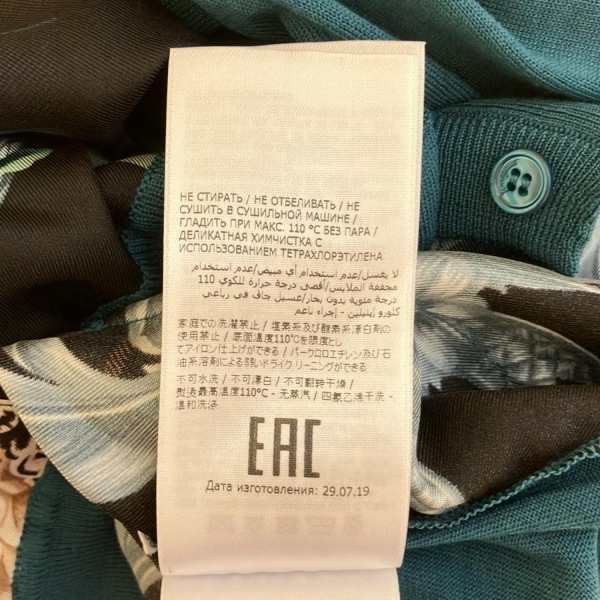 НЕ СТИРАТЬ / НЕ ОТБЕЛИВАТЬ / НЕ
СУШИТЬ В СУШИЛЬНОЙ МАШИНЕ /
ГЛАДИТЬ ПРИ МАКС. 110 °C БЕЗ ПАРА /
ДЕЛИКАТНАЯ ХИМЧИСТКА С
ИСПОЛЬЗОВАНИЕМ ТЕТРАХЛОРЭТИЛЕНА
لا يغسل/عدم استخدام أي مبيض/عدم استخدام
مجففة الملابس/أقصى درجة حرارة للكوي 110
درجة مئوية بدون بخار/غسيل جاف في رباعي
كلورو إيثيلين - إجراء ناعم
家庭での洗濯禁止 / 塩素系及び酸素系漂白剤の
使用禁止 / 底面温度110℃を限度とし
てアイロン仕上げができる / パークロロエチレン及び石
油系溶剤による弱いドライクリーニングができる
不可水洗 / 不可漂白 / 不可翻转干燥 /
熨烫最高温度110°C - 无蒸汽 / 四氯乙烯干洗 -
温和洗涤
EAC
Дата изготовления: 29.07.19